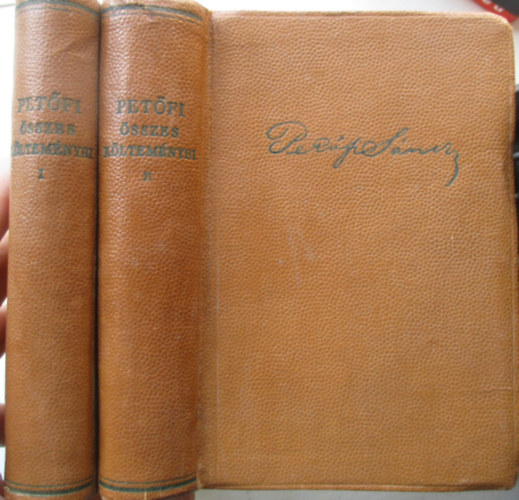 PETŐFI
ÖSSZES
KÖLTEMÉNYEI
I
PETŐFI
ÖSSZES
KÖLTEMÉNYEI
II
Petőfi Sándor